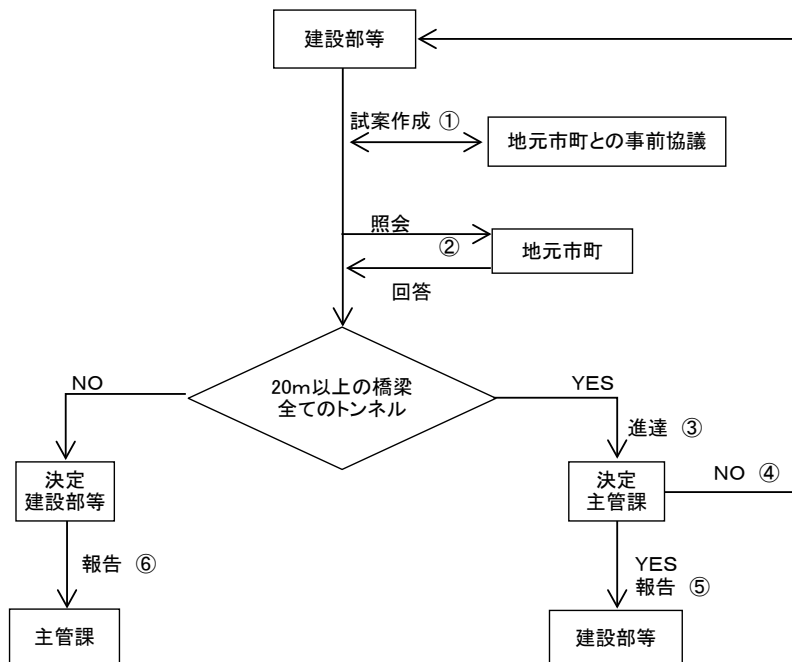 建設部等
試案作成 ①
地元市町との事前協議
照会
②
地元市町
回答
20m以上の橋梁
全てのトンネル
NO
YES
進達 ③
決定
建設部等
決定
主管課
NO ④
報告 ⑥
YES
報告 ⑤
主管課
建設部等